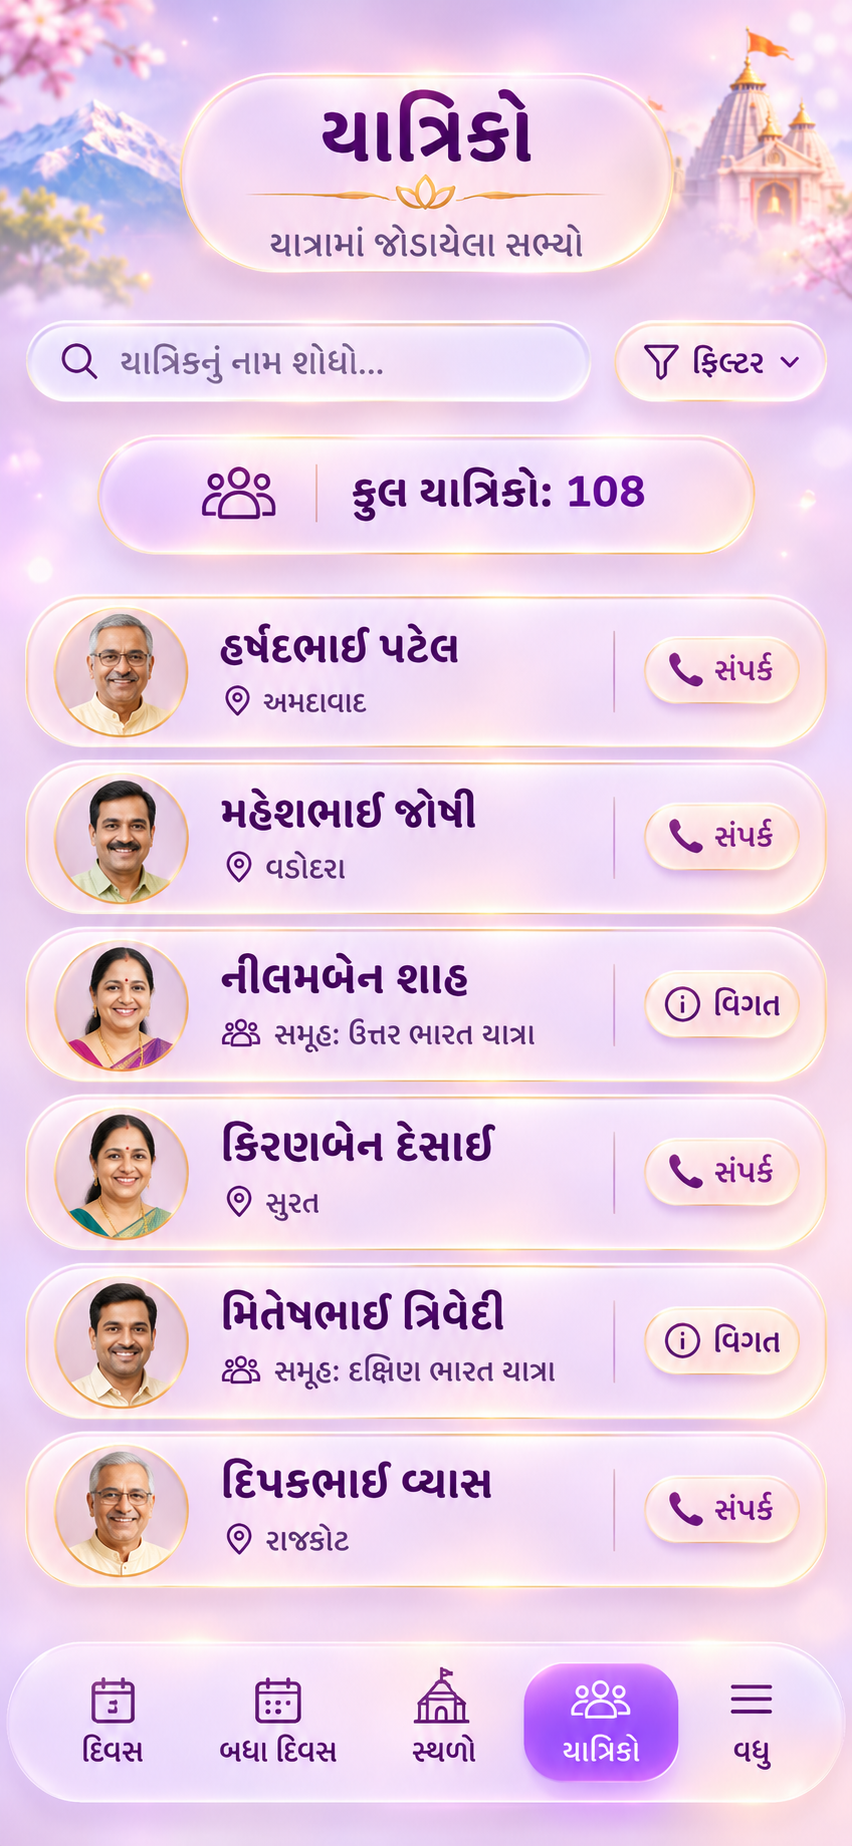 યાત્રિકો
યાત્રામાં જોડાયેલા સભ્યો
યાત્રિકનું નામ શોધો...
ફિલ્ટર
કુલ યાત્રિકો: 108
હર્ષદભાઈ પટેલ
અમદાવાદ
સંપર્ક
મહેશભાઈ જોષી
વડોદરા
સંપર્ક
નીલમબેન શાહ
સમૂહ: ઉત્તર ભારત યાત્રા
વિગત
કિરણબેન દેસાઈ
સુરત
સંપર્ક
મિતેષભાઈ ત્રિવેદી
સમૂહ: દક્ષિણ ભારત યાત્રા
વિગત
દિપકભાઈ વ્યાસ
રાજકોટ
સંપર્ક
દિવસ
બધા દિવસ
સ્થળો
યાત્રિકો
વધુ